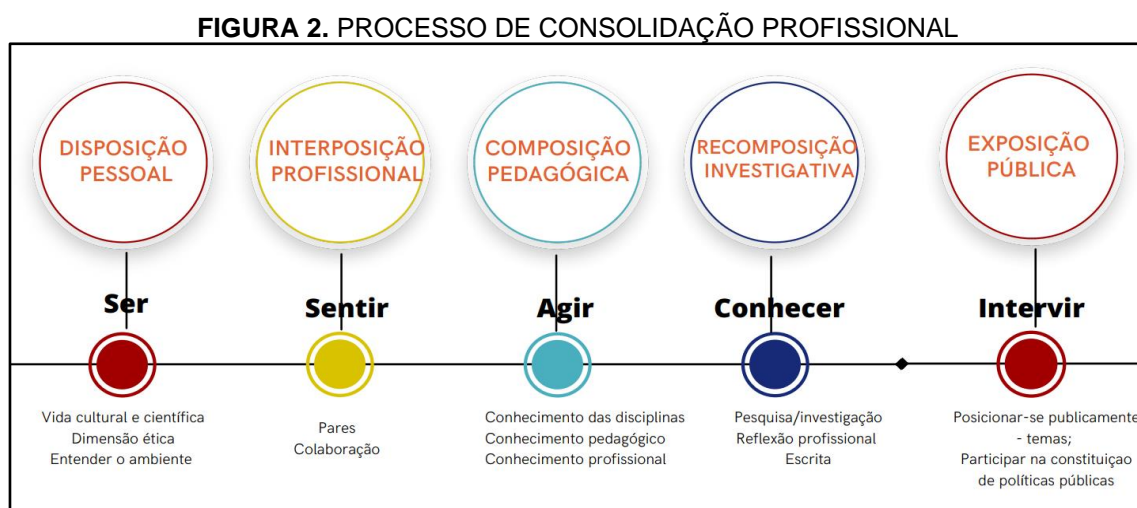 FIGURA 2. PROCESSO DE CONSOLIDAÇÃO PROFISSIONAL
DISPOSIÇÃO
PESSOAL
INTERPOSIÇÃO
PROFISSIONAL
COMPOSIÇÃO
PEDAGÓGICA
RECOMPOSIÇÃO
INVESTIGATIVA
EXPOSIÇÃO
PÚBLICA
Ser
Sentir
Agir
Conhecer
Intervir
Vida cultural e científica
Dimensão ética
Entender o ambiente
Pares
Colaboração
Conhecimento das disciplinas
Conhecimento pedagógico
Conhecimento profissional
Pesquisa/investigação
Reflexão profissional
Escrita
Posicionar-se publicamente
- temas;
Participar na constituiçao
de políticas públicas